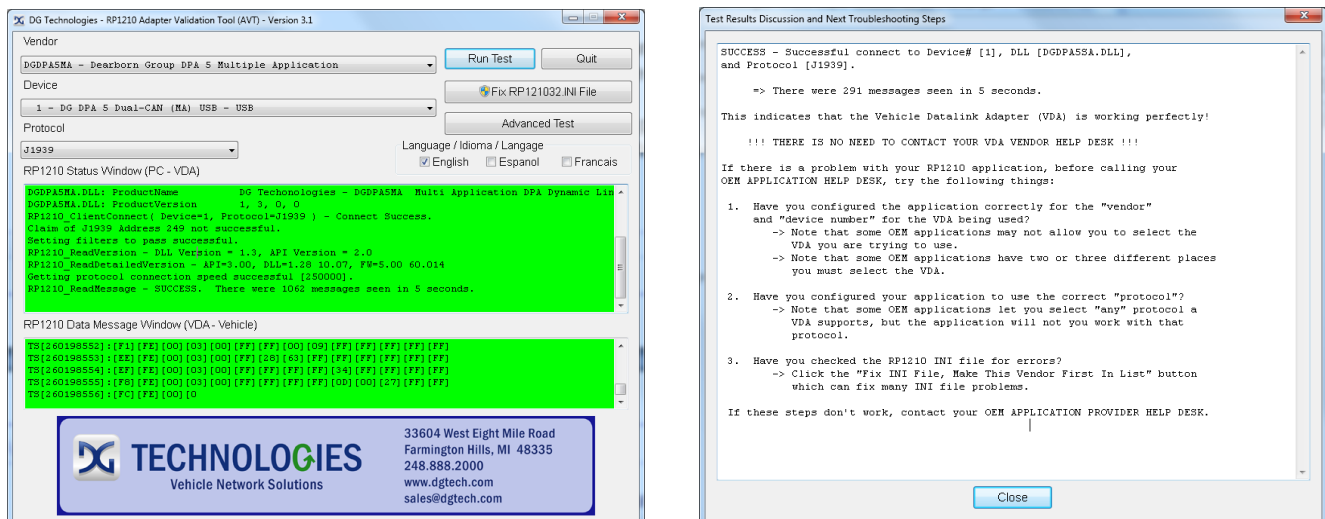 DG Technologies - RP1210 Adapter Validation Tool (AVT) - Version 3.1
Vendor
DGDPA5MA - Dearborn Group DPA 5 Multiple Application
Run Test
Quit
Device
1 - DG DPA 5 Dual-CAN (MA) USB - USB
Fix RP121032.INI File
Advanced Test
Protocol
J1939
Language / Idioma / Langage
English
Espanol
Francais
RP1210 Status Window (PC - VDA)
DGDPA5MA.DLL: ProductName DG Techonologies - DGDPA5MA Multi Application DPA Dynamic Lin
DGDPA5MA.DLL: ProductVersion 1, 3, 0, 0
RP1210_ClientConnect( Device=1, Protocol=J1939 ) - Connect Success.
Claim of J1939 Address 249 not successful.
Setting filters to pass successful.
RP1210_ReadVersion - DLL Version = 1.3, API Version = 2.0
RP1210_ReadDetailedVersion - API=3.00, DLL=1.28 10.07, FW=5.00 60.014
Getting protocol connection speed successful [250000].
RP1210_ReadMessage - SUCCESS. There were 1062 messages seen in 5 seconds.
RP1210 Data Message Window (VDA - Vehicle)
TS[260198552]:[F1][FE][00][03][00][FF][FF][00][09][FF][FF][FF][FF][FF]
TS[260198553]:[EE][FE][00][03][00][FF][28][63][FF][FF][FF][FF][FF][FF]
TS[260198554]:[EF][FE][00][03][00][FF][FF][FF][FF][34][FF][FF][FF][FF]
TS[260198555]:[F8][FE][00][03][00][FF][FF][FF][FF][0D][00][27][FF][FF]
TS[260198556]:[FC][FE][00][0
DG TECHNOLOGIES
Vehicle Network Solutions
33604 West Eight Mile Road
Farmington Hills, MI 48335
248.888.2000
www.dgtech.com
sales@dgtech.com
Test Results Discussion and Next Troubleshooting Steps
SUCCESS - Successful connect to Device# [1], DLL [DGDPA5SA.DLL],
and Protocol [J1939].
=> There were 291 messages seen in 5 seconds.
This indicates that the Vehicle Datalink Adapter (VDA) is working perfectly!
!!! THERE IS NO NEED TO CONTACT YOUR VDA VENDOR HELP DESK !!!
If there is a problem with your RP1210 application, before calling your
OEM APPLICATION HELP DESK, try the following things:
1. Have you configured the application correctly for the "vendor"
and "device number" for the VDA being used?
-> Note that some OEM applications may not allow you to select the
VDA you are trying to use.
-> Note that some OEM applications have two or three different places
you must select the VDA.
2. Have you configured your application to use the correct "protocol"?
-> Note that some OEM applications let you select "any" protocol a
VDA supports, but the application will not you work with that
protocol.
3. Have you checked the RP1210 INI file for errors?
-> Click the "Fix INI File, Make This Vendor First In List" button
which can fix many INI file problems.
If these steps don't work, contact your OEM APPLICATION PROVIDER HELP DESK.
Close